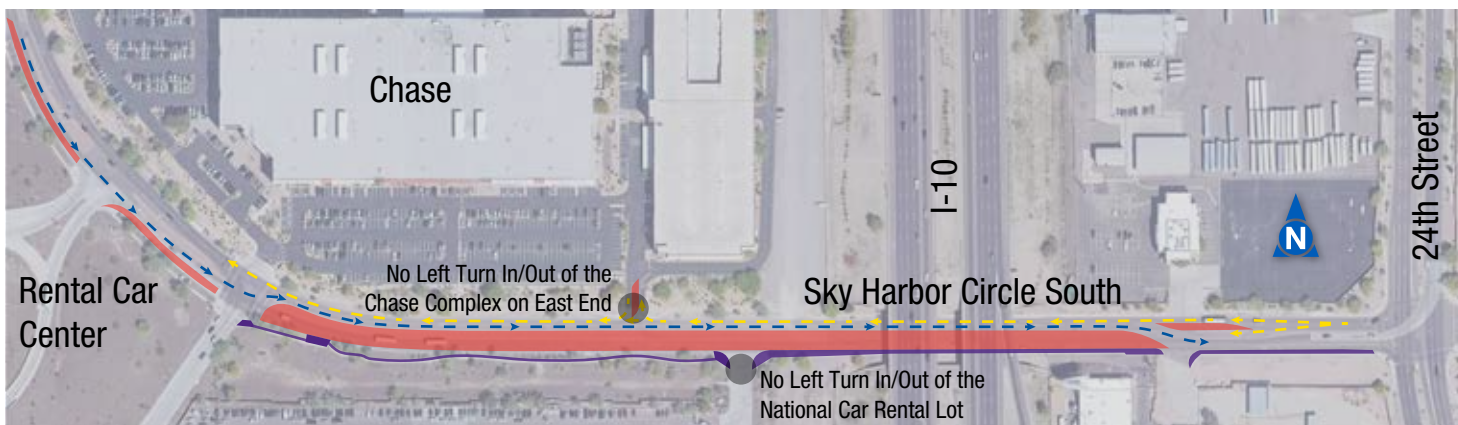 Chase
I-10
24th Street
N
No Left Turn In/Out of the
Chase Complex on East End
Rental Car
Center
Sky Harbor Circle South
No Left Turn In/Out of the
National Car Rental Lot